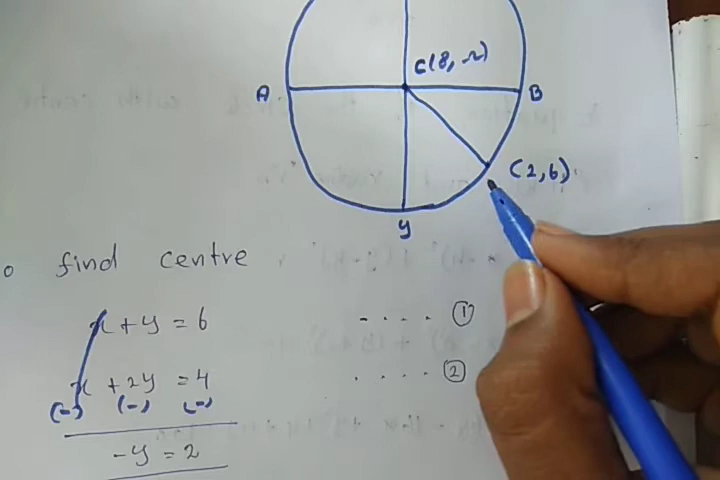 C(8,-2)
A
B
(2,6)
y
o find centre
x + y = 6 - . . . . ①
x + 2y = 4 . . . . . ②
(-) (-) (-)
-y = 2